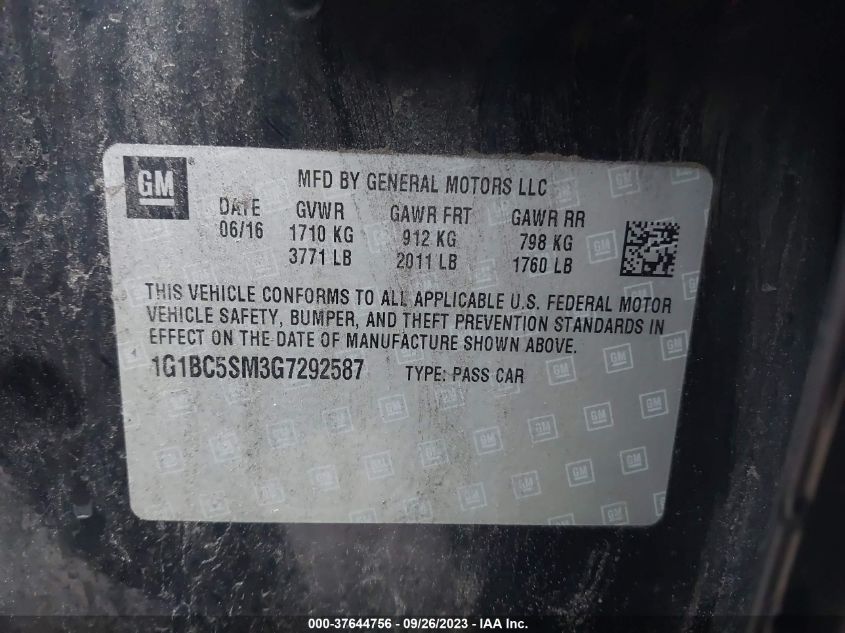 GM
MFD BY GENERAL MOTORS LLC
DATE GVWR GAWR FRT GAWR RR
06/16 1710 KG 912 KG 798 KG
3771 LB 2011 LB 1760 LB
THIS VEHICLE CONFORMS TO ALL APPLICABLE U.S. FEDERAL MOTOR
VEHICLE SAFETY, BUMPER, AND THEFT PREVENTION STANDARDS IN
EFFECT ON THE DATE OF MANUFACTURE SHOWN ABOVE.
1G1BC5SM3G7292587 TYPE: PASS CAR
000-37644756 - 09/26/2023 - Copyright © 2023 IAA, Inc.